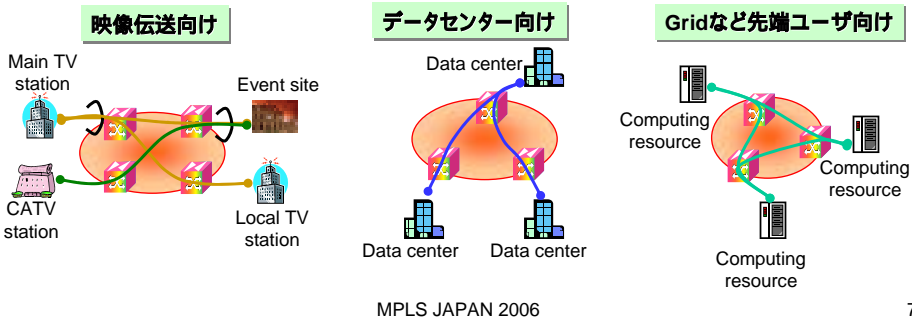 映像伝送向け
Main TV
station
Event site
CATV
station
Local TV
station
データセンター向け
Data center
Data center
Data center
Gridなど先端ユーザ向け
Computing
resource
Computing
resource
Computing
resource
MPLS JAPAN 2006
7